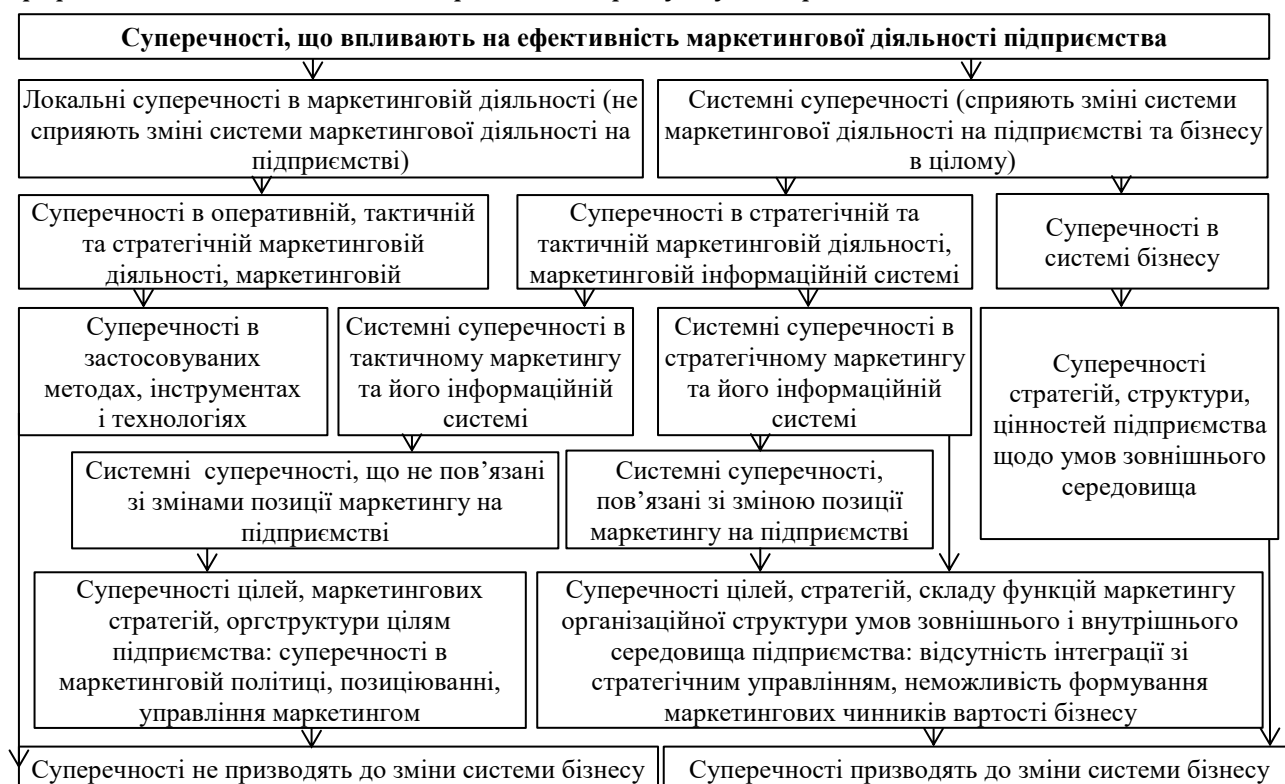 Суперечності, що впливають на ефективність маркетингової діяльності підприємства
Локальні суперечності в маркетинговій діяльності (не
сприяють зміні системи маркетингової діяльності на
підприємстві)
Системні суперечності (сприяють зміні системи
маркетингової діяльності на підприємстві та бізнесу
в цілому)
Суперечності в оперативній, тактичній
та стратегічній маркетинговій
діяльності, маркетинговій
Суперечності в стратегічній та
тактичній маркетинговій діяльності,
маркетинговій інформаційній системі
Суперечності в
системі бізнесу
Суперечності в
застосовуваних
методах, інструментах
і технологіях
Системні суперечності в
тактичному маркетингу
та його інформаційній
системі
Системні суперечності в
стратегічному маркетингу
та його інформаційній
системі
Суперечності
стратегій, структури,
цінностей підприємства
щодо умов зовнішнього
середовища
Системні суперечності, що не пов’язані
зі змінами позиції маркетингу на
підприємстві
Системні суперечності,
пов’язані зі зміною позиції
маркетингу на підприємстві
Суперечності цілей, маркетингових
стратегій, оргструктури цілям
підприємства: суперечності в
маркетинговій політиці, позиціюванні,
управління маркетингом
Суперечності цілей, стратегій, складу функцій маркетингу
організаційної структури умов зовнішнього і внутрішнього
середовища підприємства: відсутність інтеграції зі
стратегічним управлінням, неможливість формування
маркетингових чинників вартості бізнесу
Суперечності не призводять до зміни системи бізнесу
Суперечності призводять до зміни системи бізнесу